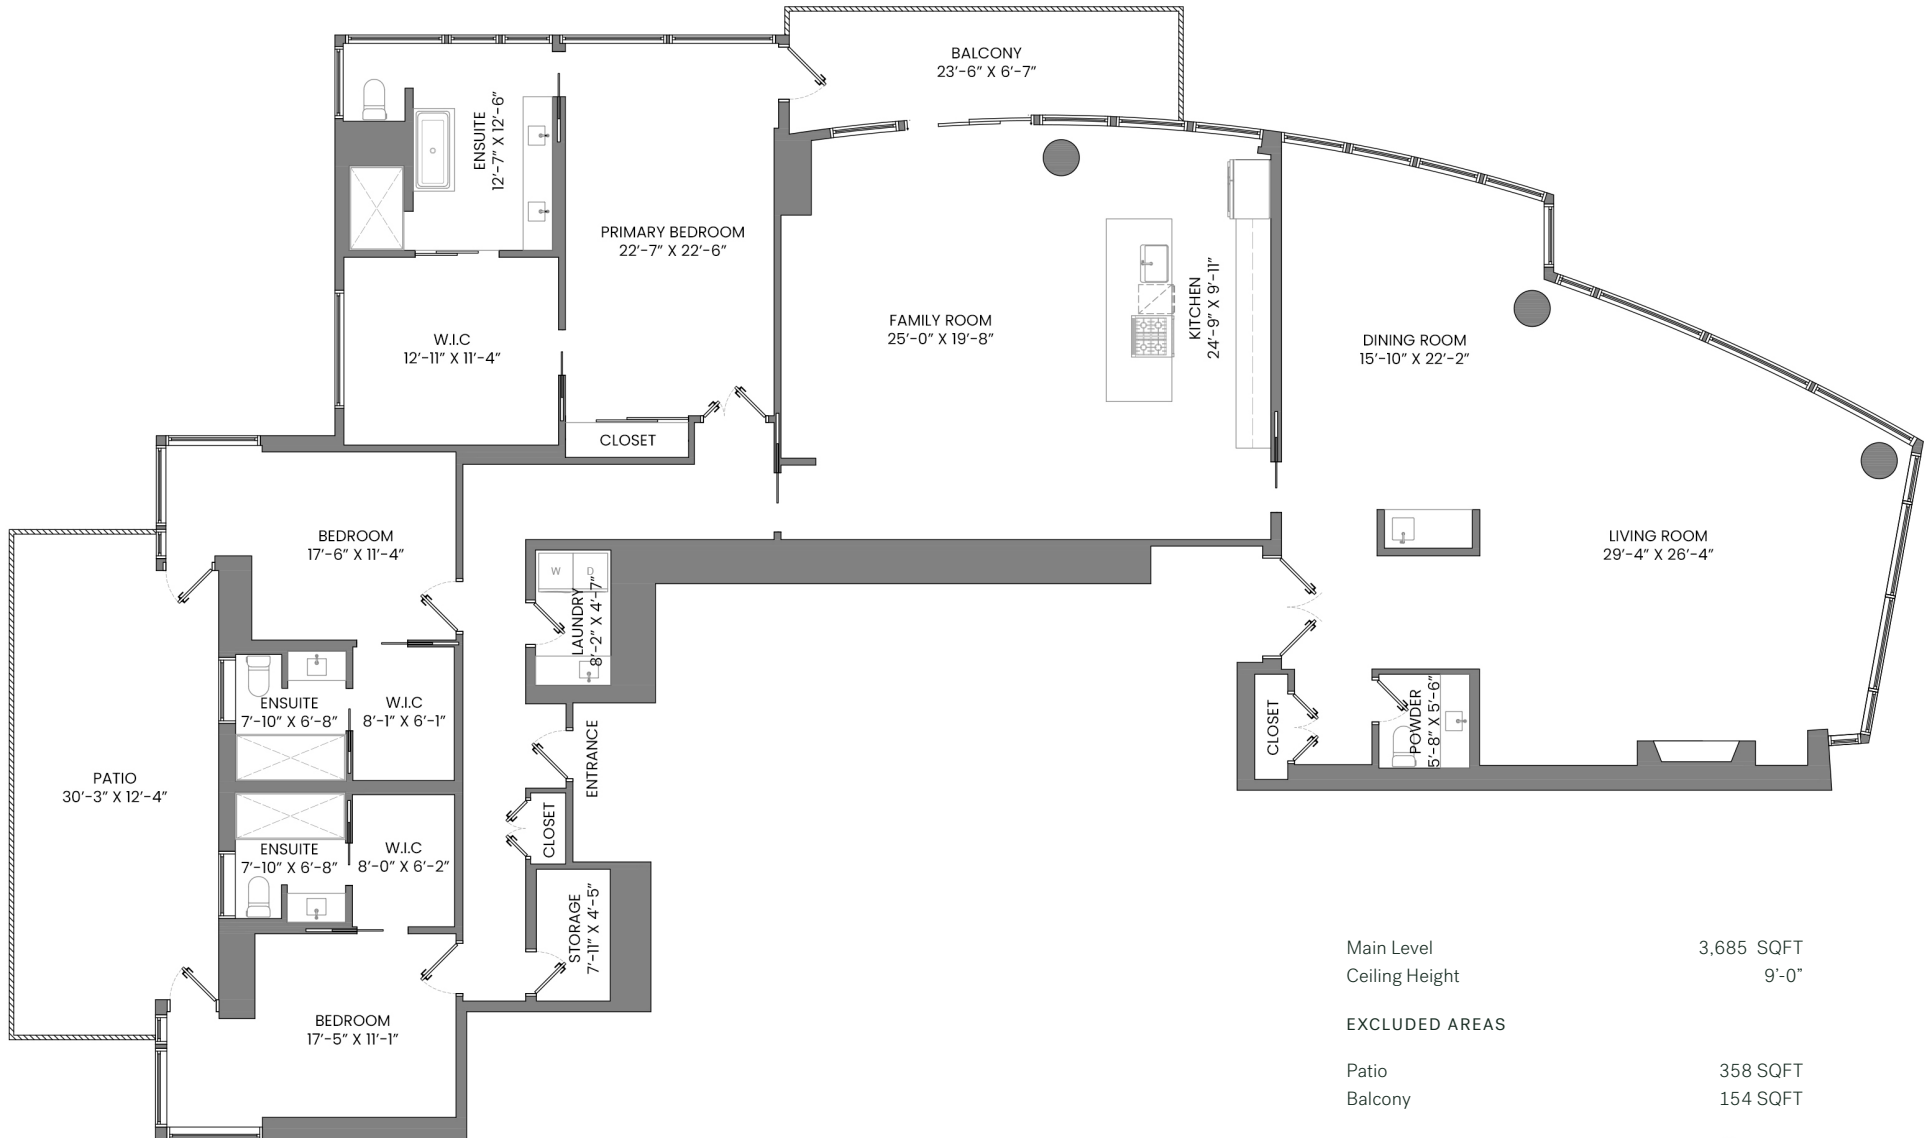 BALCONY
23'-6" X 6'-7"
ENSUITE
12'-7" X 12'-6"
PRIMARY BEDROOM
22'-7" X 22'-6"
W.I.C
12'-11" X 11'-4"
CLOSET
FAMILY ROOM
25'-0" X 19'-8"
KITCHEN
24'-9" X 9'-11"
DINING ROOM
15'-10" X 22'-2"
LIVING ROOM
29'-4" X 26'-4"
BEDROOM
17'-6" X 11'-4"
W D
LAUNDRY
8'-2" X 4'-7"
ENSUITE
7'-10" X 6'-8"
W.I.C
8'-1" X 6'-1"
ENTRANCE
CLOSET
POWDER
5'-8" X 5'-6"
PATIO
30'-3" X 12'-4"
CLOSET
ENSUITE
7'-10" X 6'-8"
W.I.C
8'-0" X 6'-2"
STORAGE
7'-11" X 4'-5"
BEDROOM
17'-5" X 11'-1"
Main Level 3,685 SQFT
Ceiling Height 9'-0"
EXCLUDED AREAS
Patio 358 SQFT
Balcony 154 SQFT